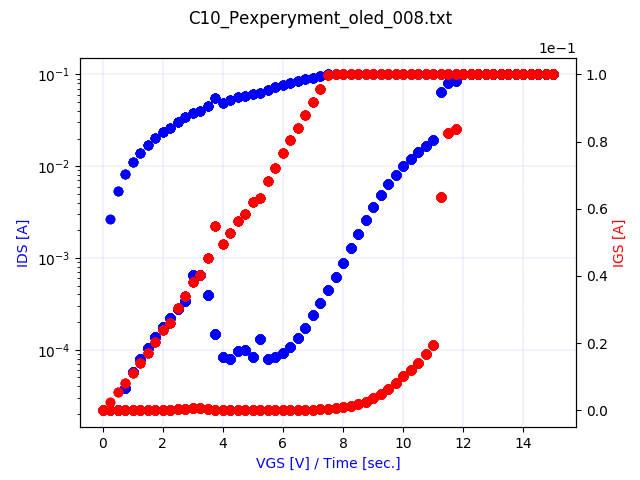 C10_Pexperyment_oled_008.txt
1e−1
10⁻¹
10⁻²
10⁻³
10⁻⁴
IDS [A]
1.0
0.8
0.6
0.4
0.2
0.0
IGS [A]
0 2 4 6 8 10 12 14
VGS [V] / Time [sec.]